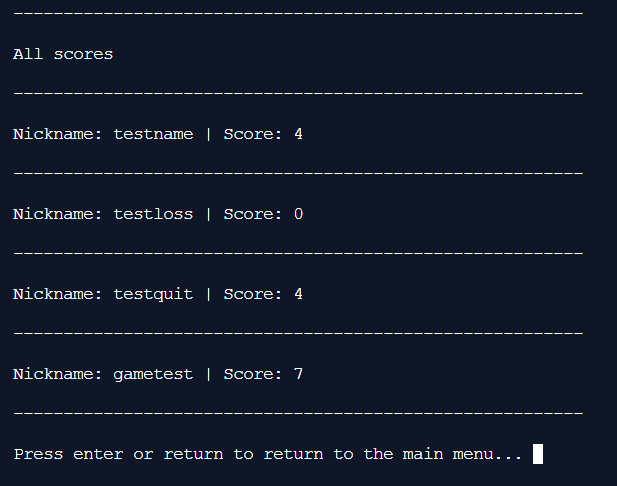 ---------------------------------------------------------
All scores
---------------------------------------------------------
Nickname: testname | Score: 4
---------------------------------------------------------
Nickname: testloss | Score: 0
---------------------------------------------------------
Nickname: testquit | Score: 4
---------------------------------------------------------
Nickname: gametest | Score: 7
---------------------------------------------------------
Press enter or return to return to the main menu...